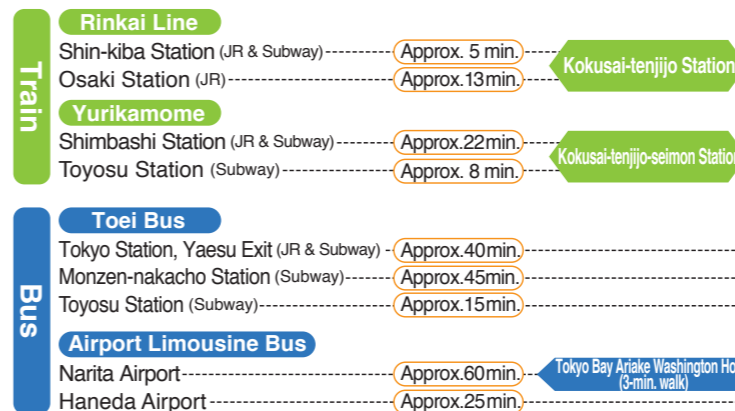 Train
Rinkai Line
Shin-kiba Station (JR & Subway) Approx. 5 min.
Osaki Station (JR) Approx.13min.
Kokusai-tenjijo Station
Yurikamome
Shimbashi Station (JR & Subway) Approx.22min.
Toyosu Station (Subway) Approx. 8 min.
Kokusai-tenjijo-seimon Station
Bus
Toei Bus
Tokyo Station, Yaesu Exit (JR & Subway) Approx.40min.
Monzen-nakacho Station (Subway) Approx.45min.
Toyosu Station (Subway) Approx.15min.
Airport Limousine Bus
Narita Airport Approx.60min.
Tokyo Bay Ariake Washington Ho
(3-min. walk)
Haneda Airport Approx.25min.